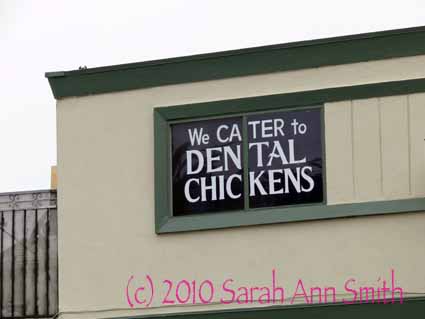 We CATER to
DENTAL
CHICKENS
(c) 2010 Sarah Ann Smith